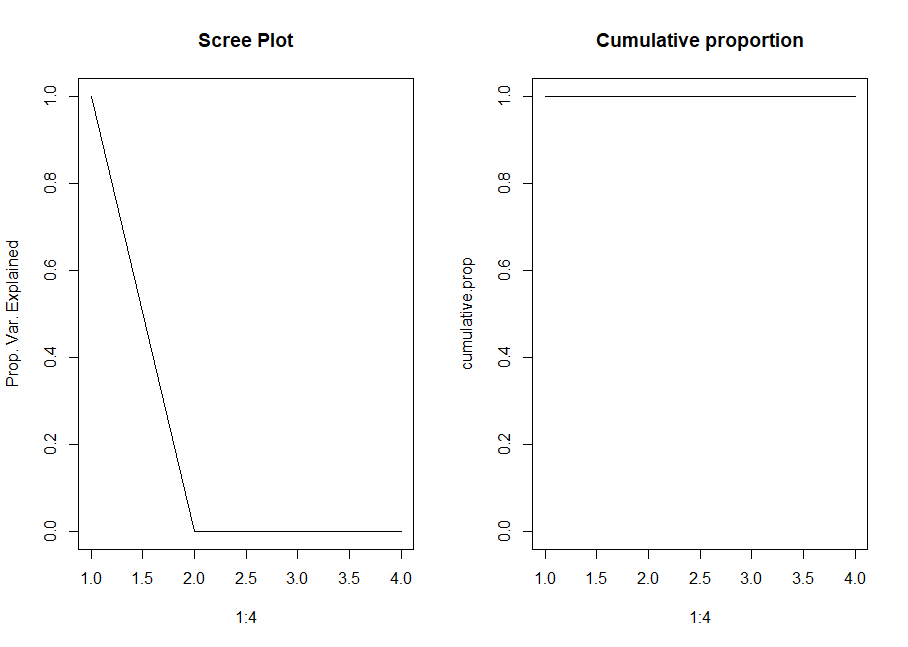 Scree Plot
Prop. Var. Explained
1.0
0.8
0.6
0.4
0.2
0.0
1.0 1.5 2.0 2.5 3.0 3.5 4.0
1:4
Cumulative proportion
cumulative.prop
1.0
0.8
0.6
0.4
0.2
0.0
1.0 1.5 2.0 2.5 3.0 3.5 4.0
1:4